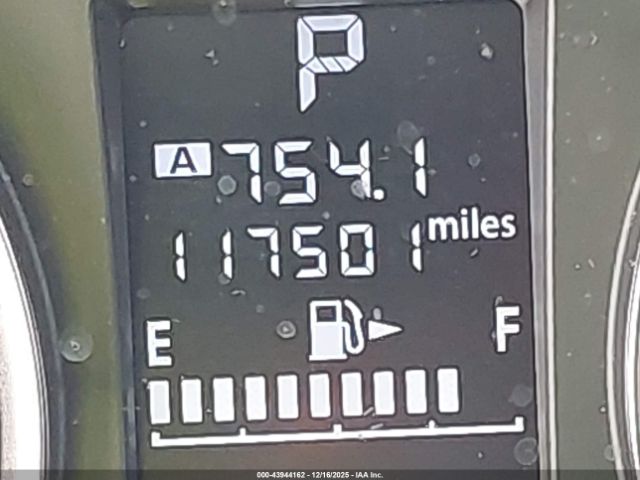 P
A 754.1
117501 miles
E F
000-43944162 - 12/16/2025 - IAA Inc.